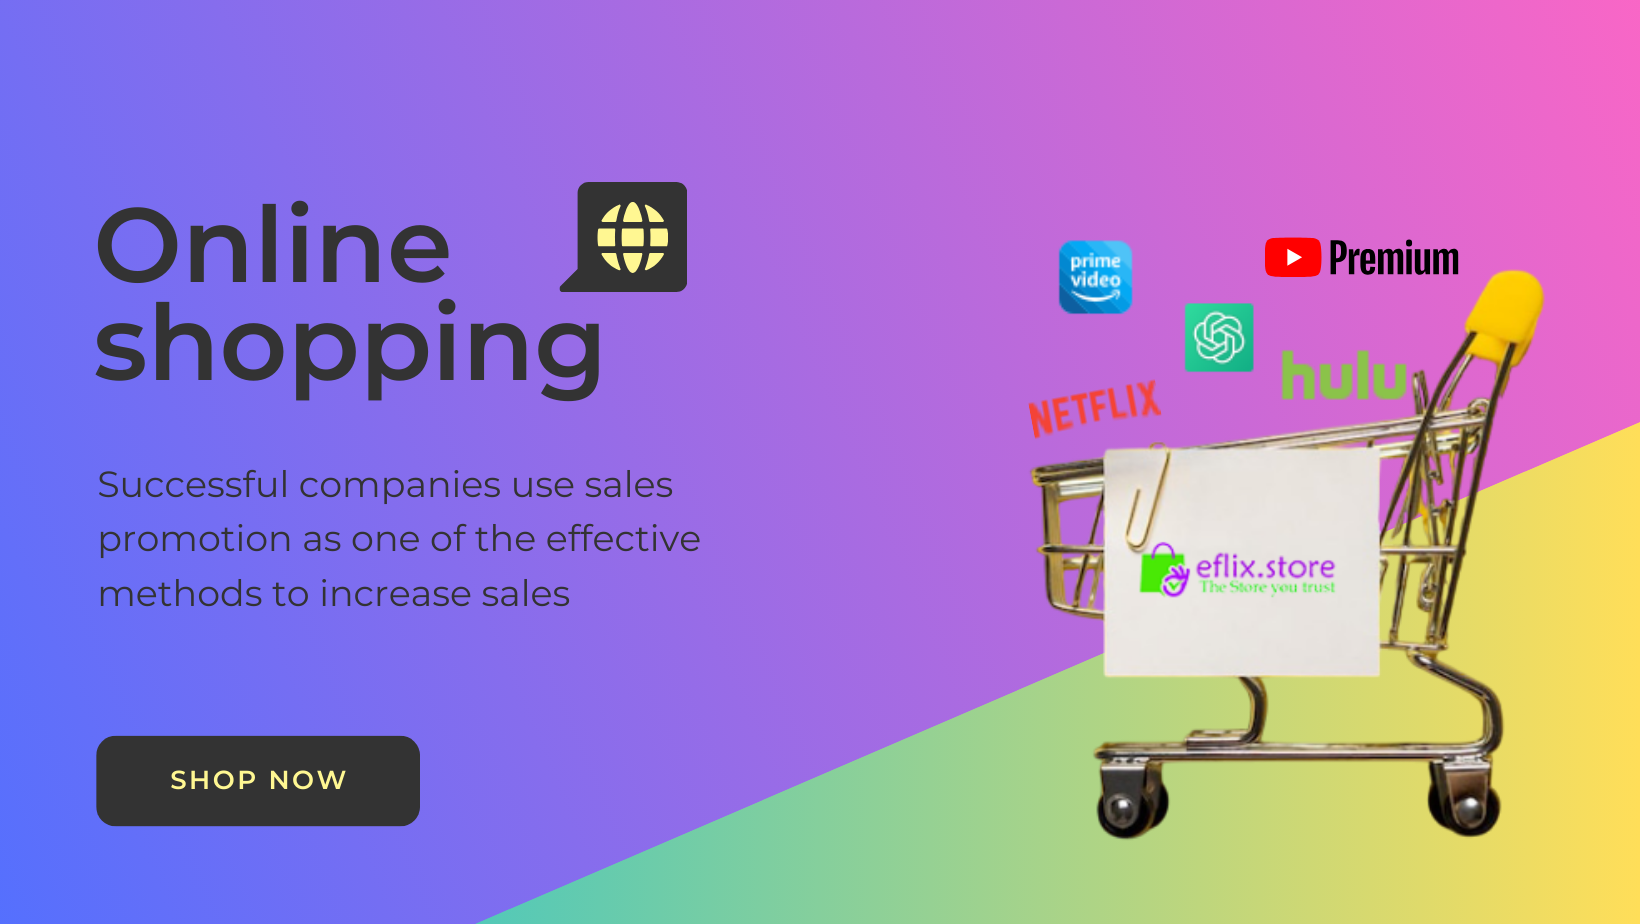 Online
shopping
Successful companies use sales
promotion as one of the effective
methods to increase sales
SHOP NOW
prime
video
Premium
hulu
NETFLIX
eflix.store
The Store you trust